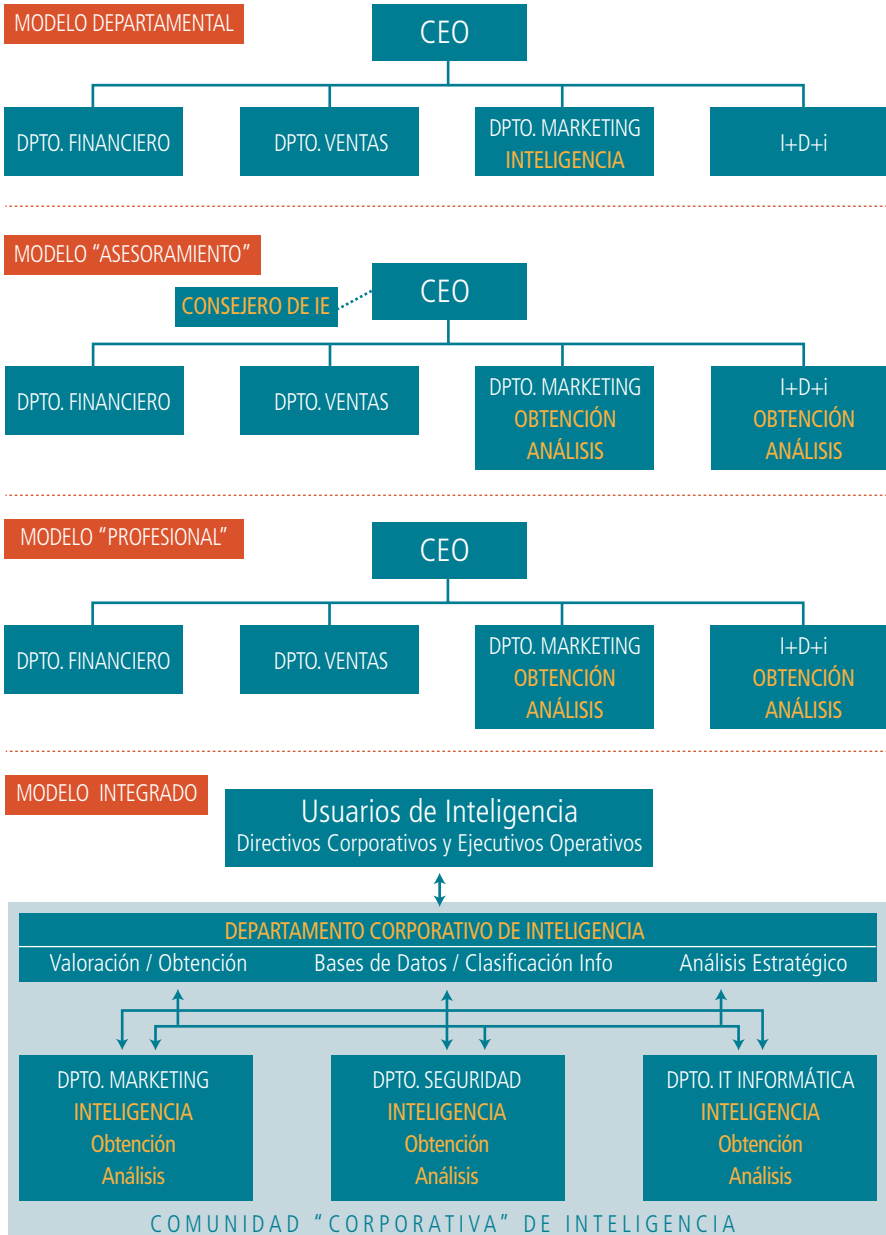 MODELO DEPARTAMENTAL
CEO
DPTO. FINANCIERO
DPTO. VENTAS
DPTO. MARKETING
INTELIGENCIA
I+D+i
MODELO “ASESORAMIENTO”
CEO
CONSEJERO DE IE
DPTO. FINANCIERO
DPTO. VENTAS
DPTO. MARKETING
OBTENCIÓN
ANÁLISIS
I+D+i
OBTENCIÓN
ANÁLISIS
MODELO “PROFESIONAL”
CEO
DPTO. FINANCIERO
DPTO. VENTAS
DPTO. MARKETING
OBTENCIÓN
ANÁLISIS
I+D+i
OBTENCIÓN
ANÁLISIS
MODELO INTEGRADO
Usuarios de Inteligencia
Directivos Corporativos y Ejecutivos Operativos
DEPARTAMENTO CORPORATIVO DE INTELIGENCIA
Valoración / Obtención
Bases de Datos / Clasificación Info
Análisis Estratégico
DPTO. MARKETING
INTELIGENCIA
Obtención
Análisis
DPTO. SEGURIDAD
INTELIGENCIA
Obtención
Análisis
DPTO. IT INFORMÁTICA
INTELIGENCIA
Obtención
Análisis
COMUNIDAD “CORPORATIVA” DE INTELIGENCIA